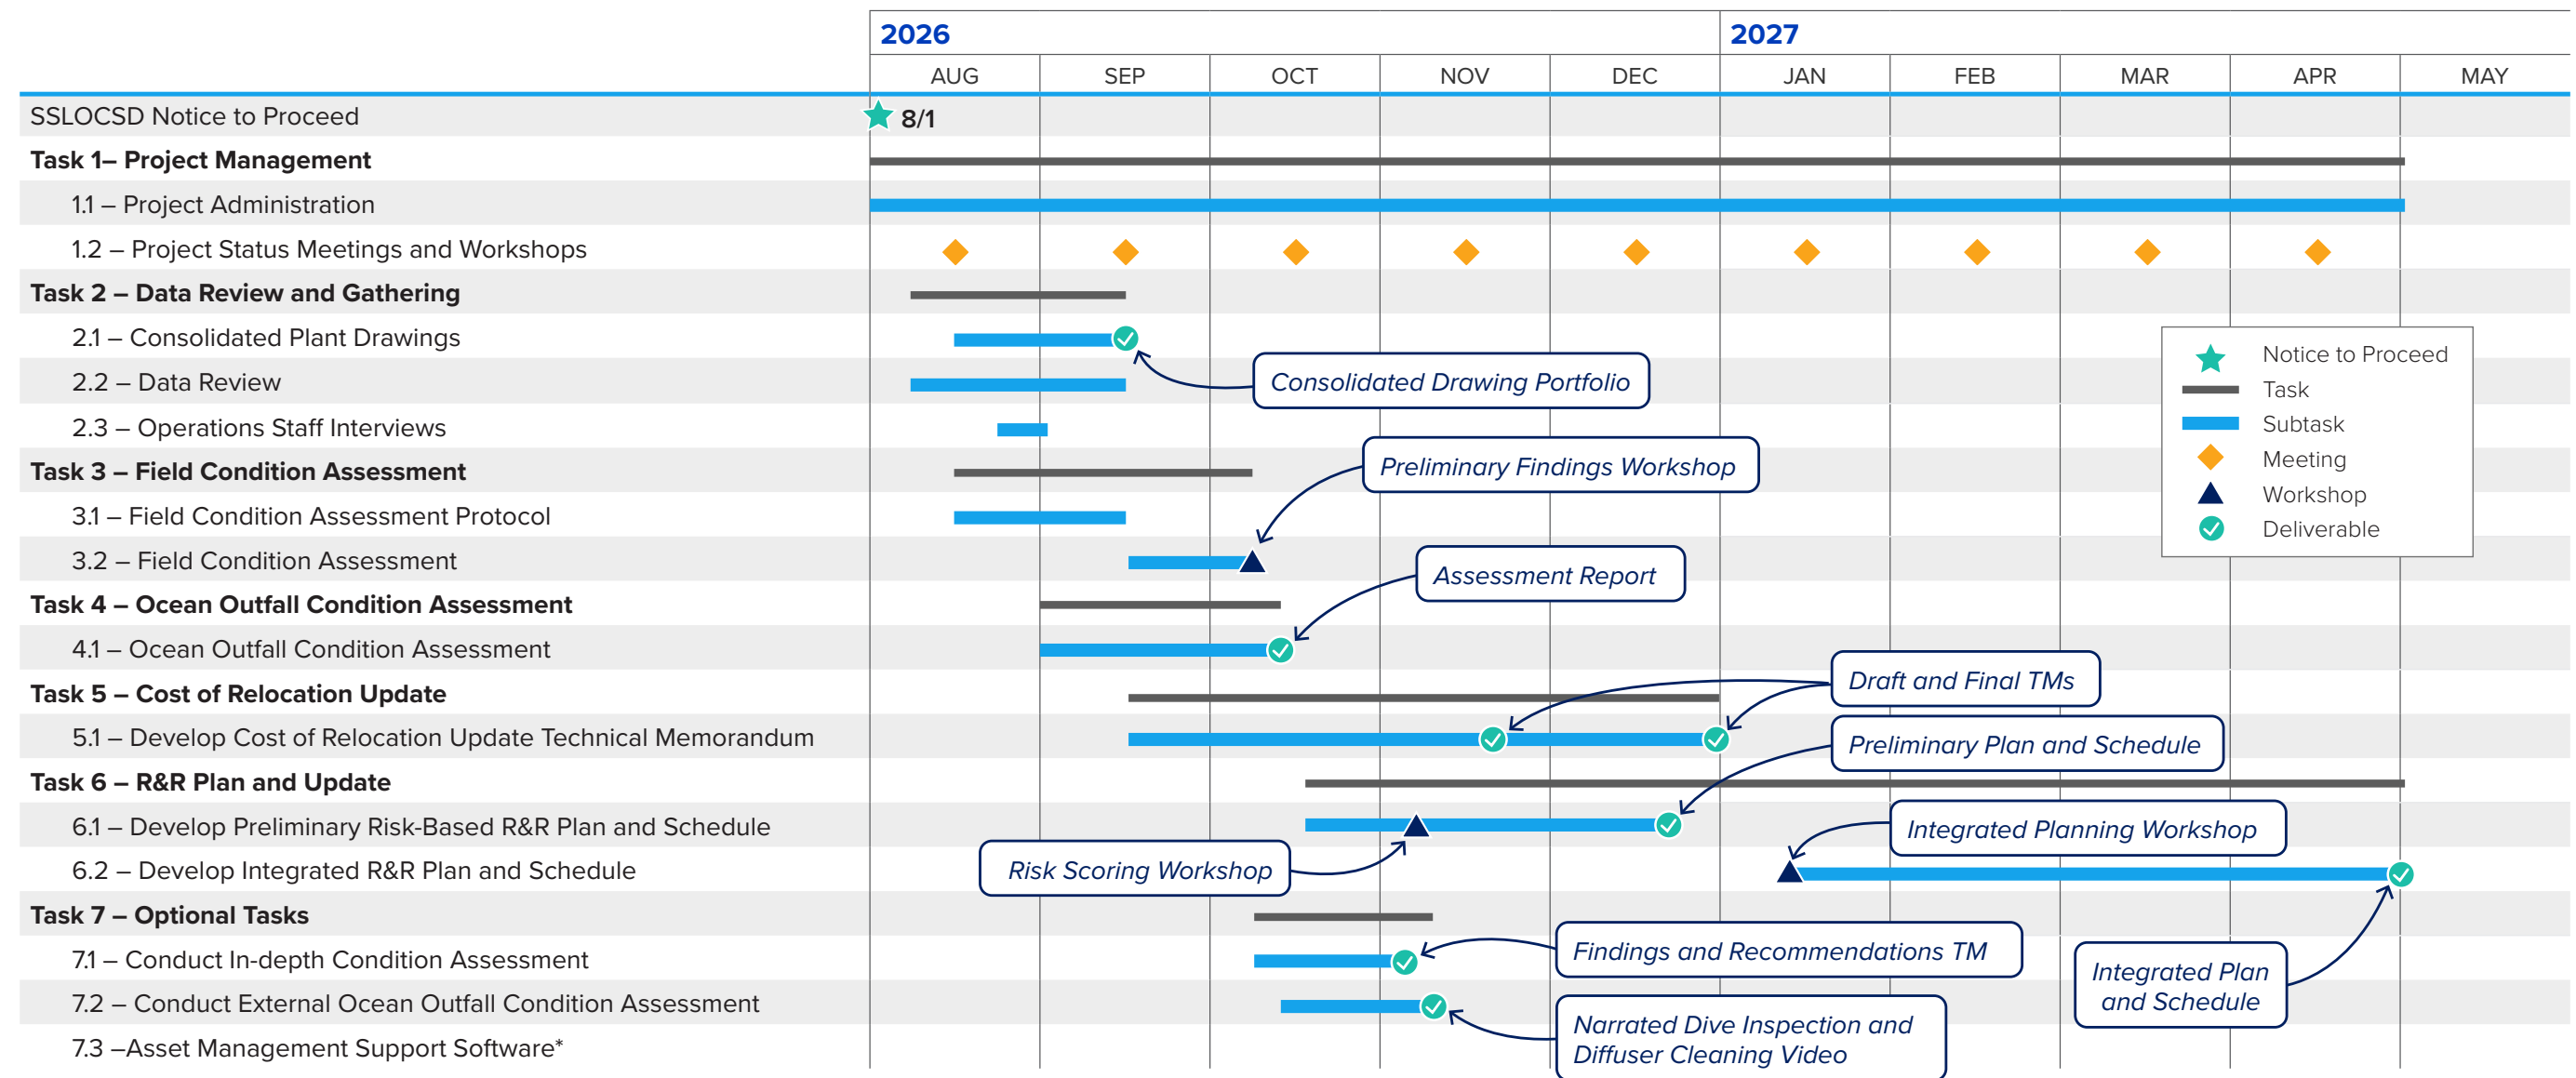 2026 2027
AUG SEP OCT NOV DEC JAN FEB MAR APR MAY
SSLOCSD Notice to Proceed 8/1
Task 1– Project Management
1.1 – Project Administration
1.2 – Project Status Meetings and Workshops
Task 2 – Data Review and Gathering
2.1 – Consolidated Plant Drawings
2.2 – Data Review
Consolidated Drawing Portfolio
2.3 – Operations Staff Interviews
Task 3 – Field Condition Assessment
Preliminary Findings Workshop
3.1 – Field Condition Assessment Protocol
3.2 – Field Condition Assessment
Assessment Report
Notice to Proceed
Task
Subtask
Meeting
Workshop
Deliverable
Task 4 – Ocean Outfall Condition Assessment
4.1 – Ocean Outfall Condition Assessment
Task 5 – Cost of Relocation Update
Draft and Final TMs
5.1 – Develop Cost of Relocation Update Technical Memorandum
Preliminary Plan and Schedule
Task 6 – R&R Plan and Update
6.1 – Develop Preliminary Risk-Based R&R Plan and Schedule
Integrated Planning Workshop
6.2 – Develop Integrated R&R Plan and Schedule
Risk Scoring Workshop
Task 7 – Optional Tasks
7.1 – Conduct In-depth Condition Assessment
Findings and Recommendations TM
Integrated Plan
and Schedule
7.2 – Conduct External Ocean Outfall Condition Assessment
Narrated Dive Inspection and
Diffuser Cleaning Video
7.3 –Asset Management Support Software*